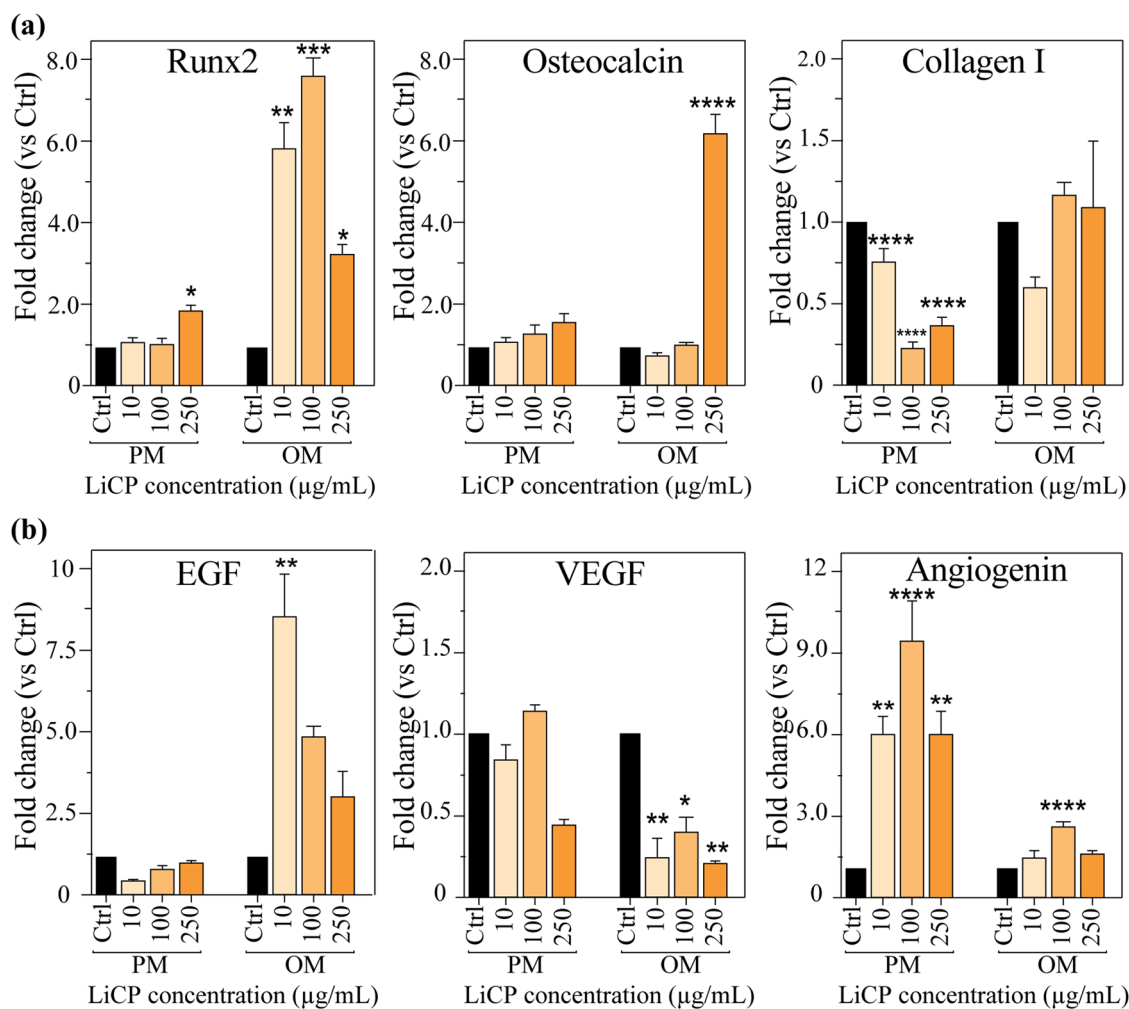 (a)
Runx2
Fold change (vs Ctrl)
8.0
6.0
4.0
2.0
0
**
***
*
*
Ctrl 10 100 250 Ctrl 10 100 250
PM OM
LiCP concentration (µg/mL)
Osteocalcin
Fold change (vs Ctrl)
8.0
6.0
4.0
2.0
0
****
Ctrl 10 100 250 Ctrl 10 100 250
PM OM
LiCP concentration (µg/mL)
Collagen I
Fold change (vs Ctrl)
2.0
1.5
1.0
0.5
0
****
****
****
Ctrl 10 100 250 Ctrl 10 100 250
PM OM
LiCP concentration (µg/mL)
(b)
EGF
Fold change (vs Ctrl)
10
7.5
5.0
2.5
0
**
Ctrl 10 100 250 Ctrl 10 100 250
PM OM
LiCP concentration (µg/mL)
VEGF
Fold change (vs Ctrl)
2.0
1.5
1.0
0.5
0
**
*
**
Ctrl 10 100 250 Ctrl 10 100 250
PM OM
LiCP concentration (µg/mL)
Angiogenin
Fold change (vs Ctrl)
12
9.0
6.0
3.0
0
**
****
**
****
Ctrl 10 100 250 Ctrl 10 100 250
PM OM
LiCP concentration (µg/mL)